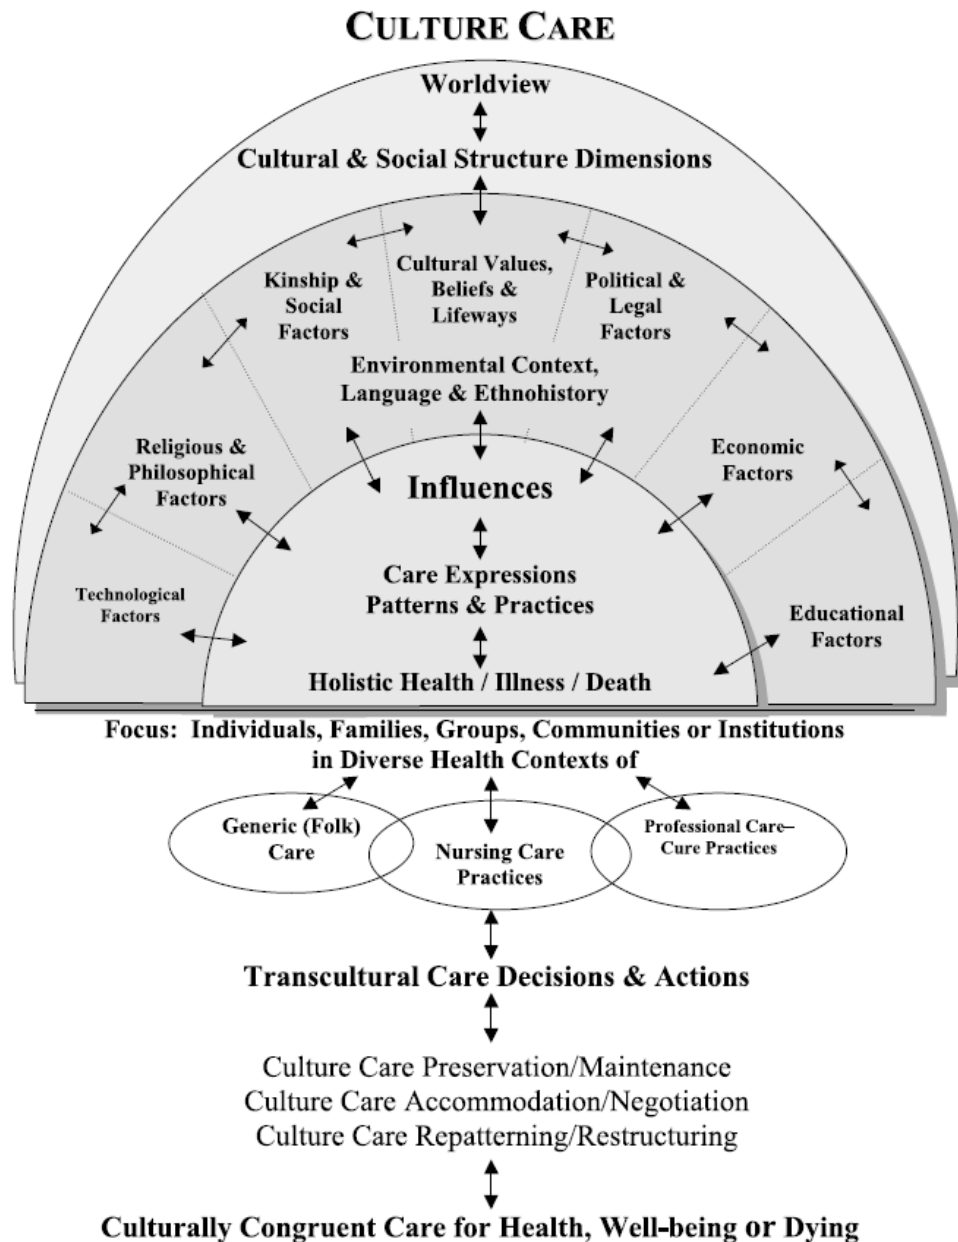 CULTURE CARE
Worldview
Cultural & Social Structure Dimensions
Cultural Values,
Beliefs &
Lifeways
Kinship &
Social
Factors
Political &
Legal
Factors
Environmental Context,
Language & Ethnohistory
Religious &
Philosophical
Factors
Economic
Factors
Technological
Factors
Educational
Factors
Influences
Care Expressions
Patterns & Practices
Holistic Health / Illness / Death
Focus: Individuals, Families, Groups, Communities or Institutions
in Diverse Health Contexts of
Generic (Folk)
Care
Nursing Care
Practices
Professional Care–
Cure Practices
Transcultural Care Decisions & Actions
Culture Care Preservation/Maintenance
Culture Care Accommodation/Negotiation
Culture Care Repatterning/Restructuring
Culturally Congruent Care for Health, Well-being or Dying